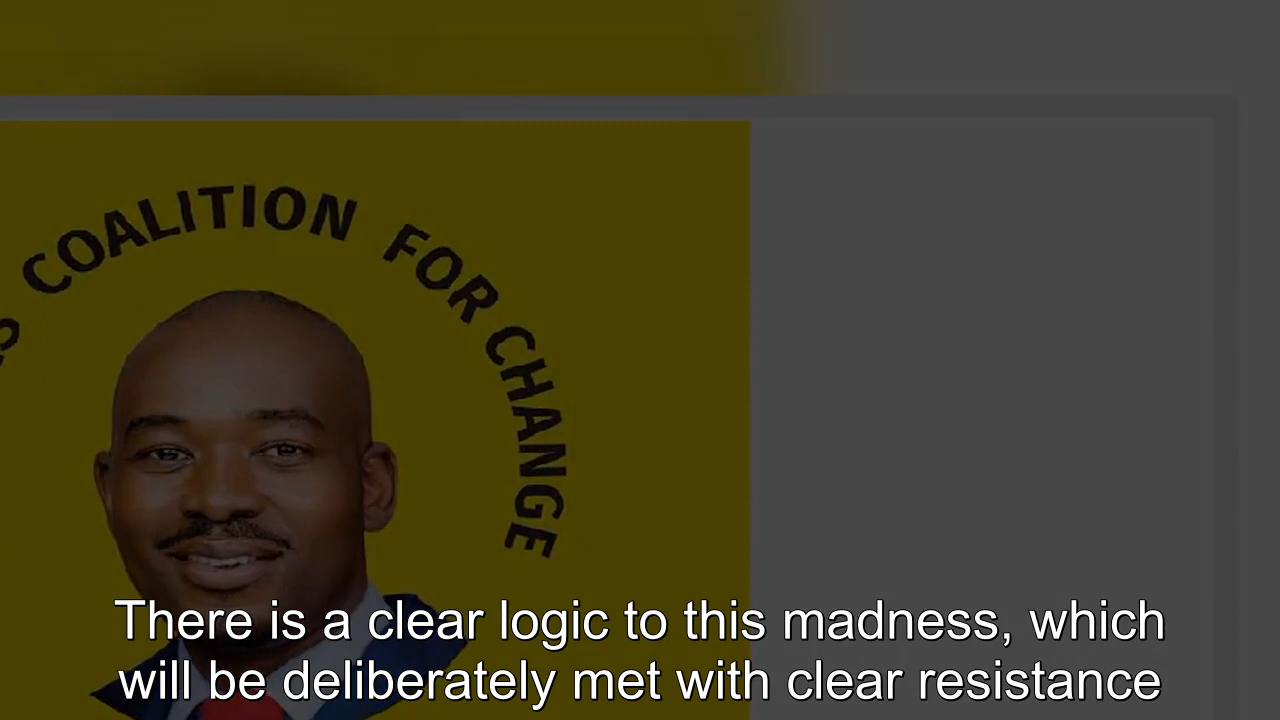 COALITION FOR CHANGE
There is a clear logic to this madness, which
will be deliberately met with clear resistance